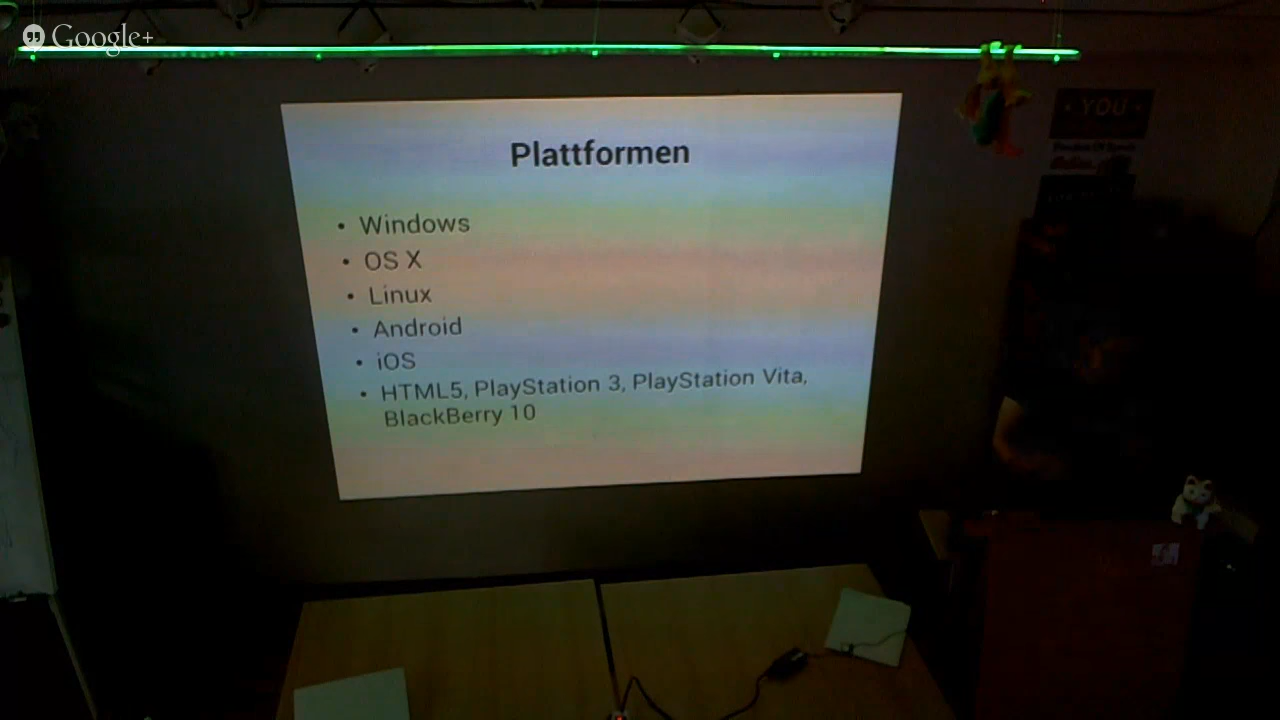 Google+
Plattformen
• Windows
• OS X
• Linux
• Android
• iOS
• HTML5, PlayStation 3, PlayStation Vita,
BlackBerry 10
• YOU •